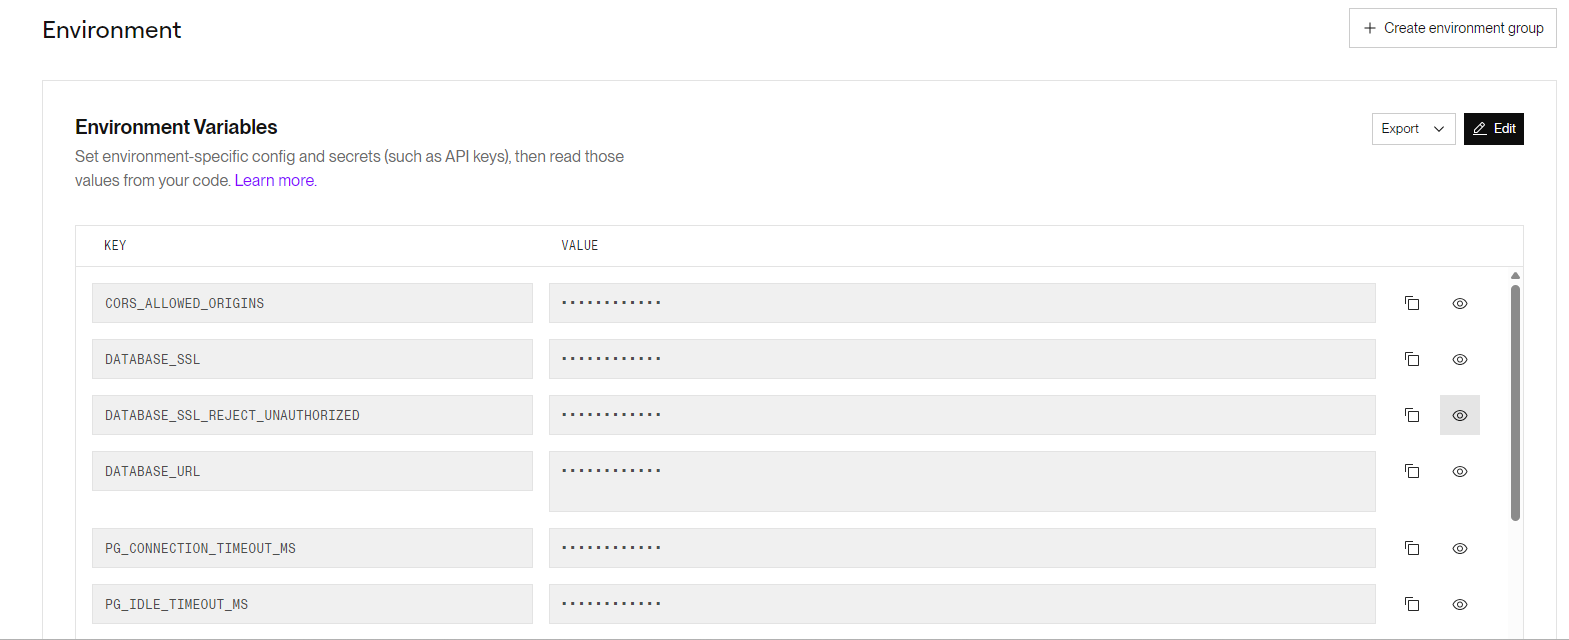 Environment
Create environment group
Environment Variables
Export
Edit
Set environment-specific config and secrets (such as API keys), then read those
values from your code. Learn more.
KEY VALUE
CORS_ALLOWED_ORIGINS ············
DATABASE_SSL ············
DATABASE_SSL_REJECT_UNAUTHORIZED ············
DATABASE_URL ············
PG_CONNECTION_TIMEOUT_MS ············
PG_IDLE_TIMEOUT_MS ············